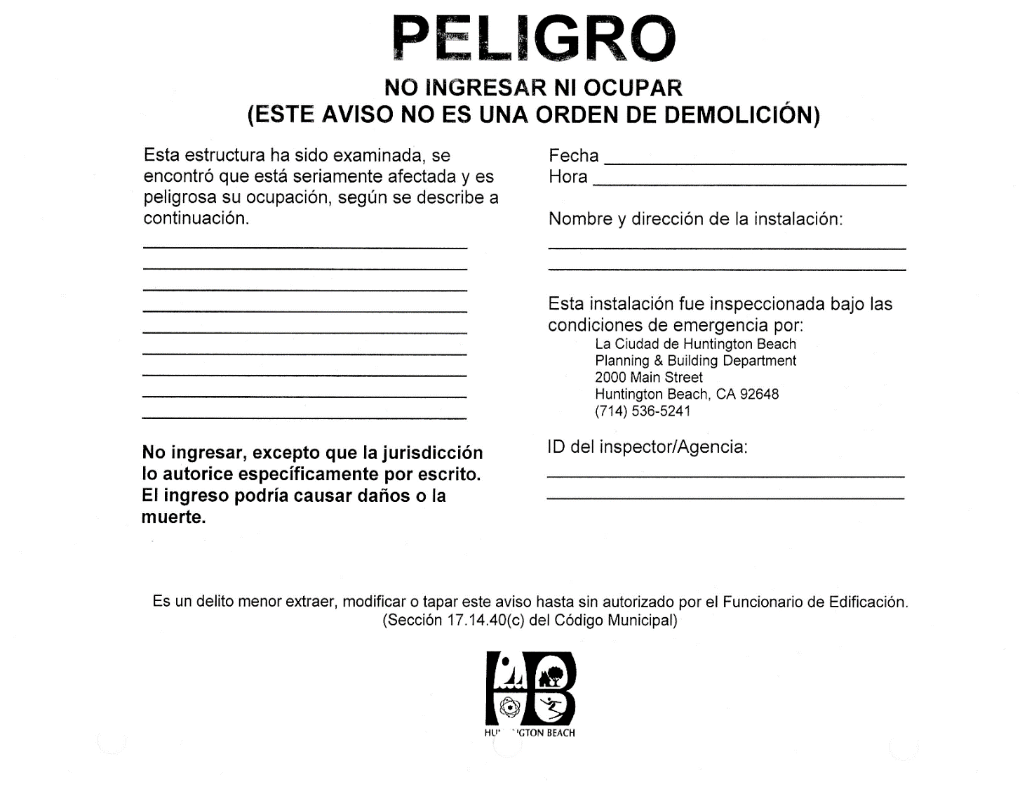 PELIGRO
NO INGRESAR NI OCUPAR
(ESTE AVISO NO ES UNA ORDEN DE DEMOLICIÓN)
Esta estructura ha sido examinada, se
encontró que está seriamente afectada y es
peligrosa su ocupación, según se describe a
continuación.
No ingresar, excepto que la jurisdicción
lo autorice específicamente por escrito.
El ingreso podría causar daños o la
muerte.
Fecha
Hora
Nombre y dirección de la instalación:
Esta instalación fue inspeccionada bajo las
condiciones de emergencia por:
La Ciudad de Huntington Beach
Planning & Building Department
2000 Main Street
Huntington Beach, CA 92648
(714) 536-5241
ID del inspector/Agencia:
Es un delito menor extraer, modificar o tapar este aviso hasta sin autorizado por el Funcionario de Edificación.
(Sección 17.14.40(c) del Código Municipal)
HB
BEACH